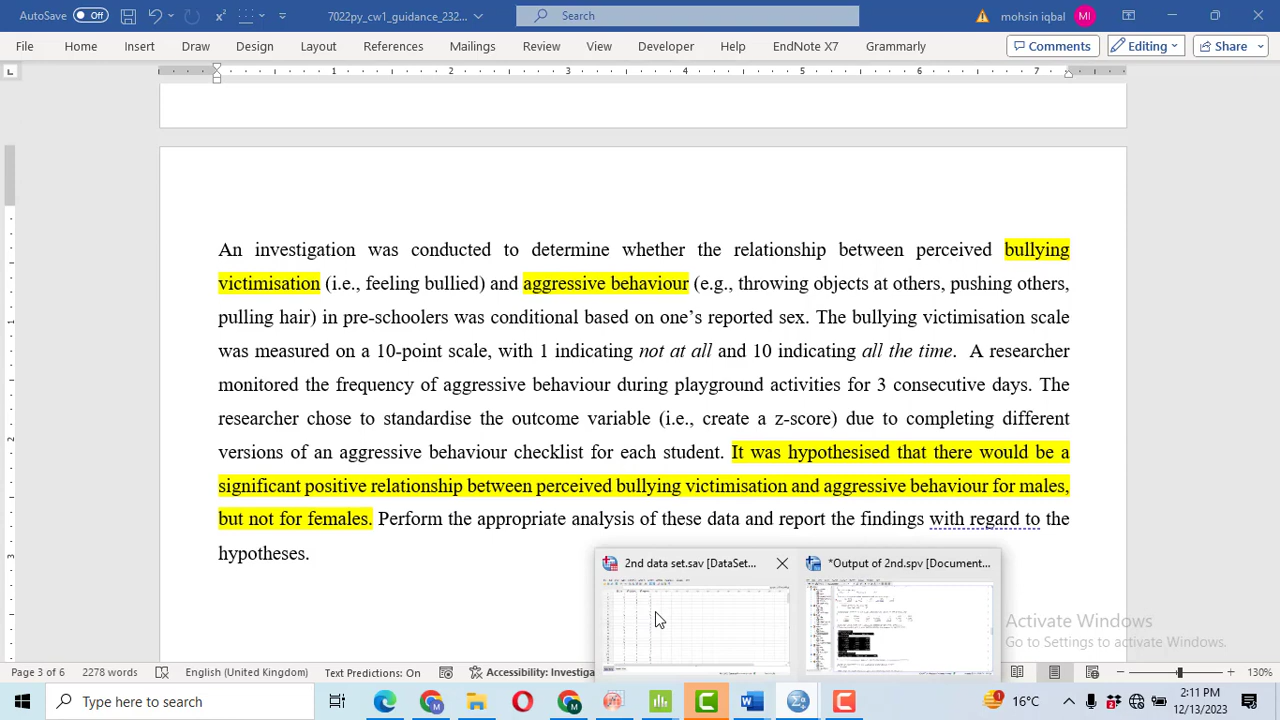 AutoSave Off 7022py_cw1_guidance_232... Search mohsin iqbal MI
File Home Insert Draw Design Layout References Mailings Review View Developer Help EndNote X7 Grammarly Comments Editing Share
1 2 3 4 5 6 7
An investigation was conducted to determine whether the relationship between perceived bullying
victimisation (i.e., feeling bullied) and aggressive behaviour (e.g., throwing objects at others, pushing others,
pulling hair) in pre-schoolers was conditional based on one’s reported sex. The bullying victimisation scale
was measured on a 10-point scale, with 1 indicating not at all and 10 indicating all the time. A researcher
monitored the frequency of aggressive behaviour during playground activities for 3 consecutive days. The
researcher chose to standardise the outcome variable (i.e., create a z-score) due to completing different
versions of an aggressive behaviour checklist for each student. It was hypothesised that there would be a
significant positive relationship between perceived bullying victimisation and aggressive behaviour for males,
but not for females. Perform the appropriate analysis of these data and report the findings with regard to the
hypotheses.
2nd data set.sav [DataSet... *Output of 2nd.spv [Document...
Activate Windows
Go to Settings to activate Windows.
Page 3 of 6 2278 words English (United Kingdom) Text Predictions: On Accessibility: Investiga 130%
Type here to search 16°C 2:11 PM
12/13/2023